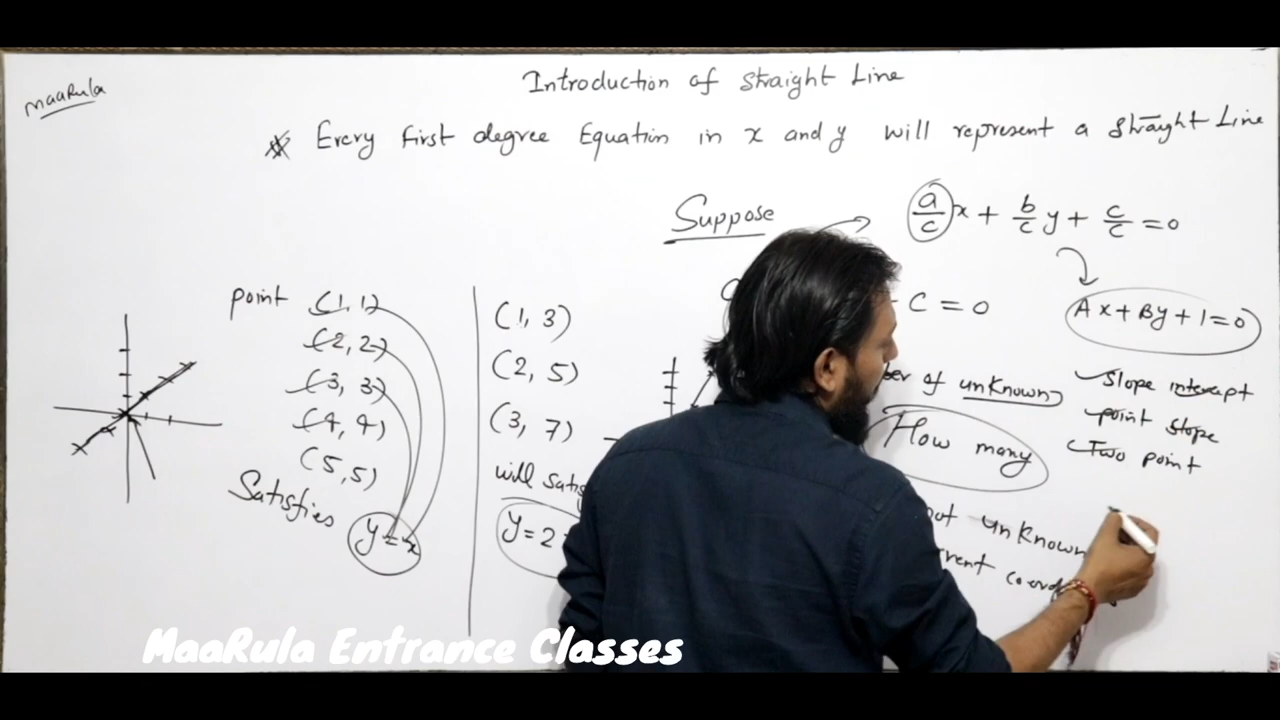 MaaRula
Introduction of straight Line
Every first degree Equation in x and y will represent a straight Line
Suppose
a/c x + b/c y + c/c = 0
C = 0
Ax + By + 1 = 0
point (1, 1)
(2, 2)
(3, 3)
(4, 4)
(5, 5)
Satisfies
y = x
(1, 3)
(2, 5)
(3, 7)
will
y = 2
of unknown
How many
unknown
slope intercept
point slope
Two point
MaaRula Entrance Classes